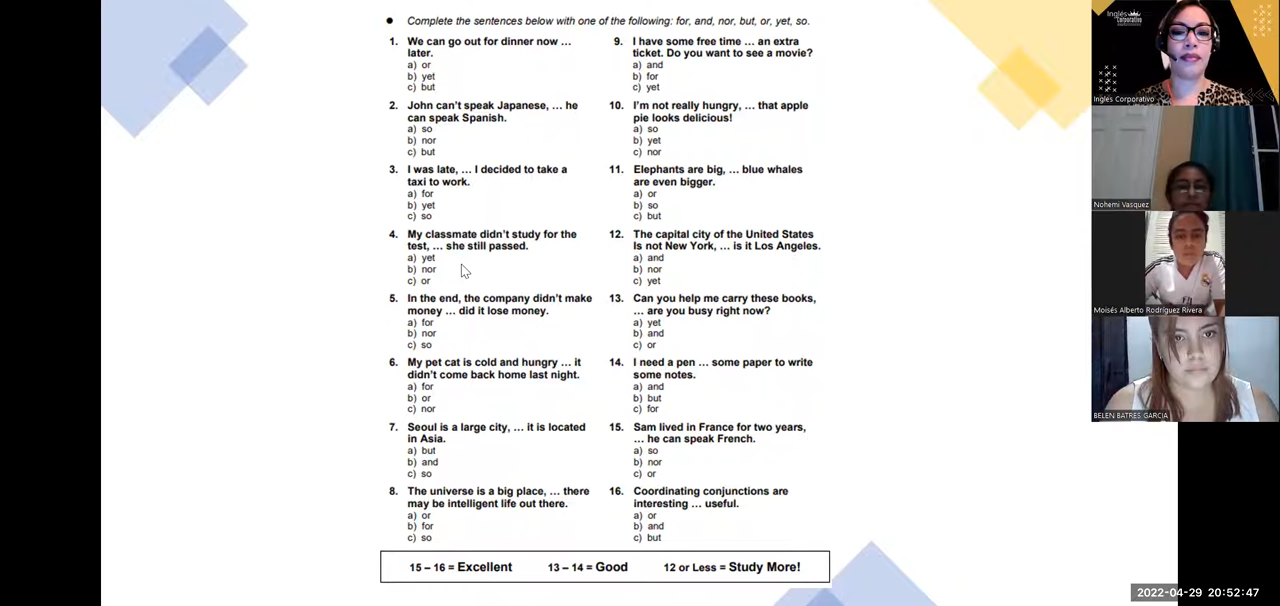 ● Complete the sentences below with one of the following: for, and, nor, but, or, yet, so.
1. We can go out for dinner now ...
later.
a) or
b) yet
c) but
2. John can't speak Japanese, ... he
can speak Spanish.
a) so
b) nor
c) but
3. I was late, ... I decided to take a
taxi to work.
a) for
b) yet
c) so
4. My classmate didn't study for the
test, ... she still passed.
a) yet
b) nor
c) or
5. In the end, the company didn't make
money ... did it lose money.
a) for
b) nor
c) so
6. My pet cat is cold and hungry ... it
didn't come back home last night.
a) for
b) or
c) nor
7. Seoul is a large city, ... it is located
in Asia.
a) but
b) and
c) so
8. The universe is a big place, ... there
may be intelligent life out there.
a) or
b) for
c) so
9. I have some free time ... an extra
ticket. Do you want to see a movie?
a) and
b) for
c) yet
10. I'm not really hungry, ... that apple
pie looks delicious!
a) so
b) yet
c) nor
11. Elephants are big, ... blue whales
are even bigger.
a) or
b) so
c) but
12. The capital city of the United States
Is not New York, ... is it Los Angeles.
a) and
b) nor
c) yet
13. Can you help me carry these books,
... are you busy right now?
a) yet
b) and
c) or
14. I need a pen ... some paper to write
some notes.
a) and
b) but
c) for
15. Sam lived in France for two years,
... he can speak French.
a) so
b) nor
c) or
16. Coordinating conjunctions are
interesting ... useful.
a) or
b) and
c) but
15 – 16 = Excellent 13 – 14 = Good 12 or Less = Study More!
Inglés
corporativo
Inglés Corporativo
Nohemi Vasquez
Moisés Alberto Rodríguez Rivera
BELEN BATRES GARCIA
2022-04-29 20:52:47